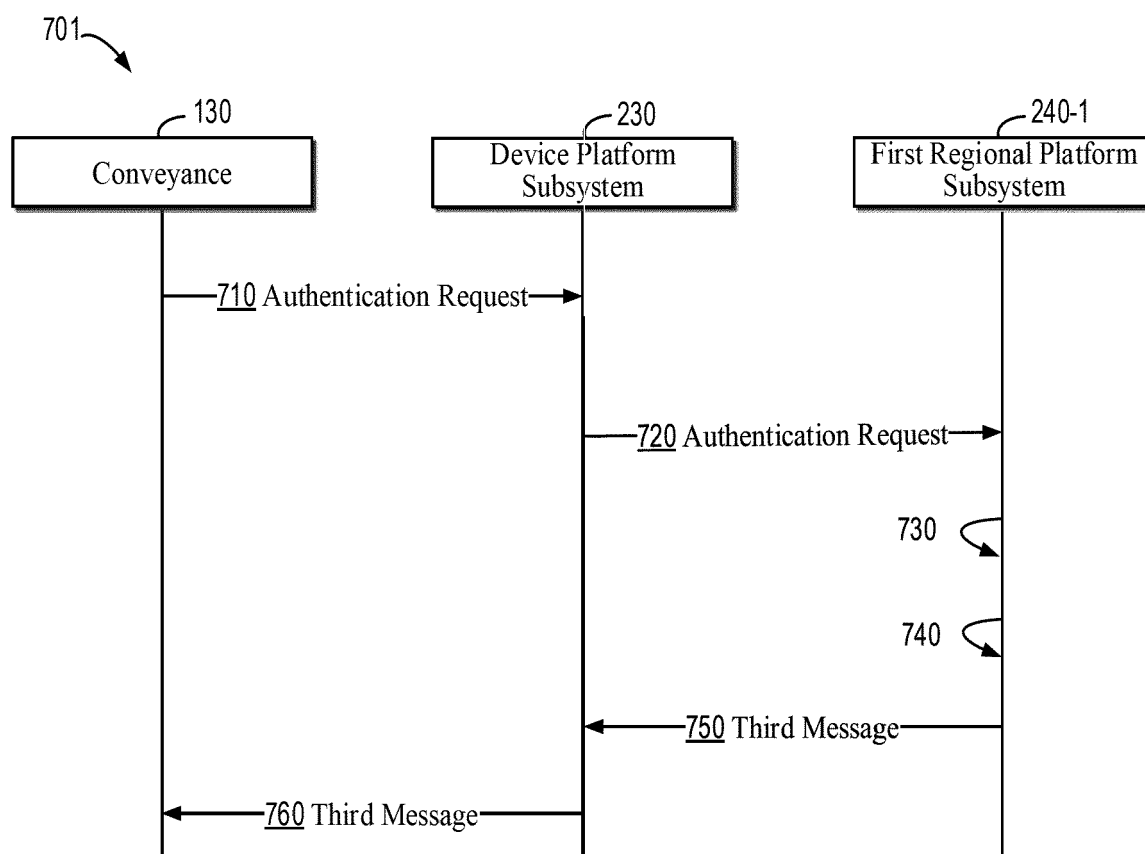 701
130
230
240-1
Conveyance
Device Platform
Subsystem
First Regional Platform
Subsystem
710 Authentication Request
720 Authentication Request
730
740
750 Third Message
760 Third Message